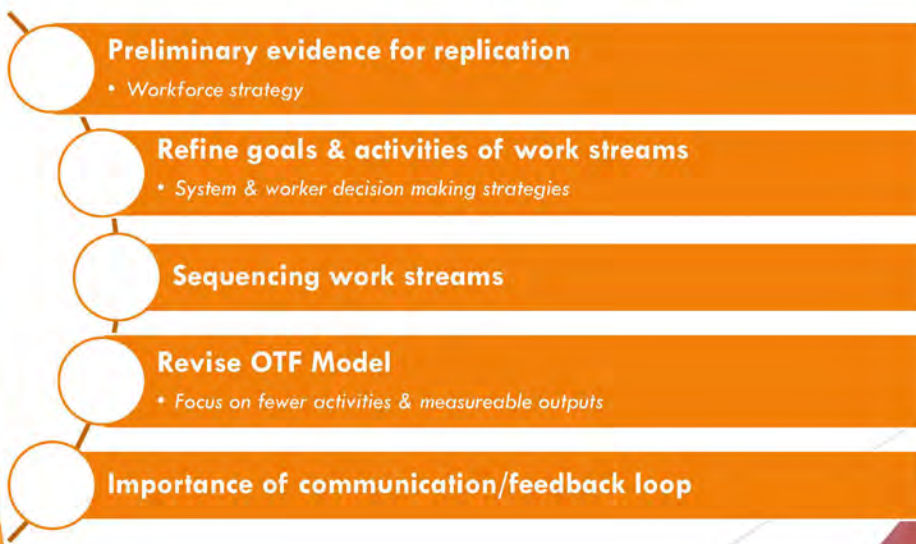 Preliminary evidence for replication
• Workforce strategy
Refine goals & activities of work streams
• System & worker decision making strategies
Sequencing work streams
Revise OTF Model
• Focus on fewer activities & measureable outputs
Importance of communication/feedback loop